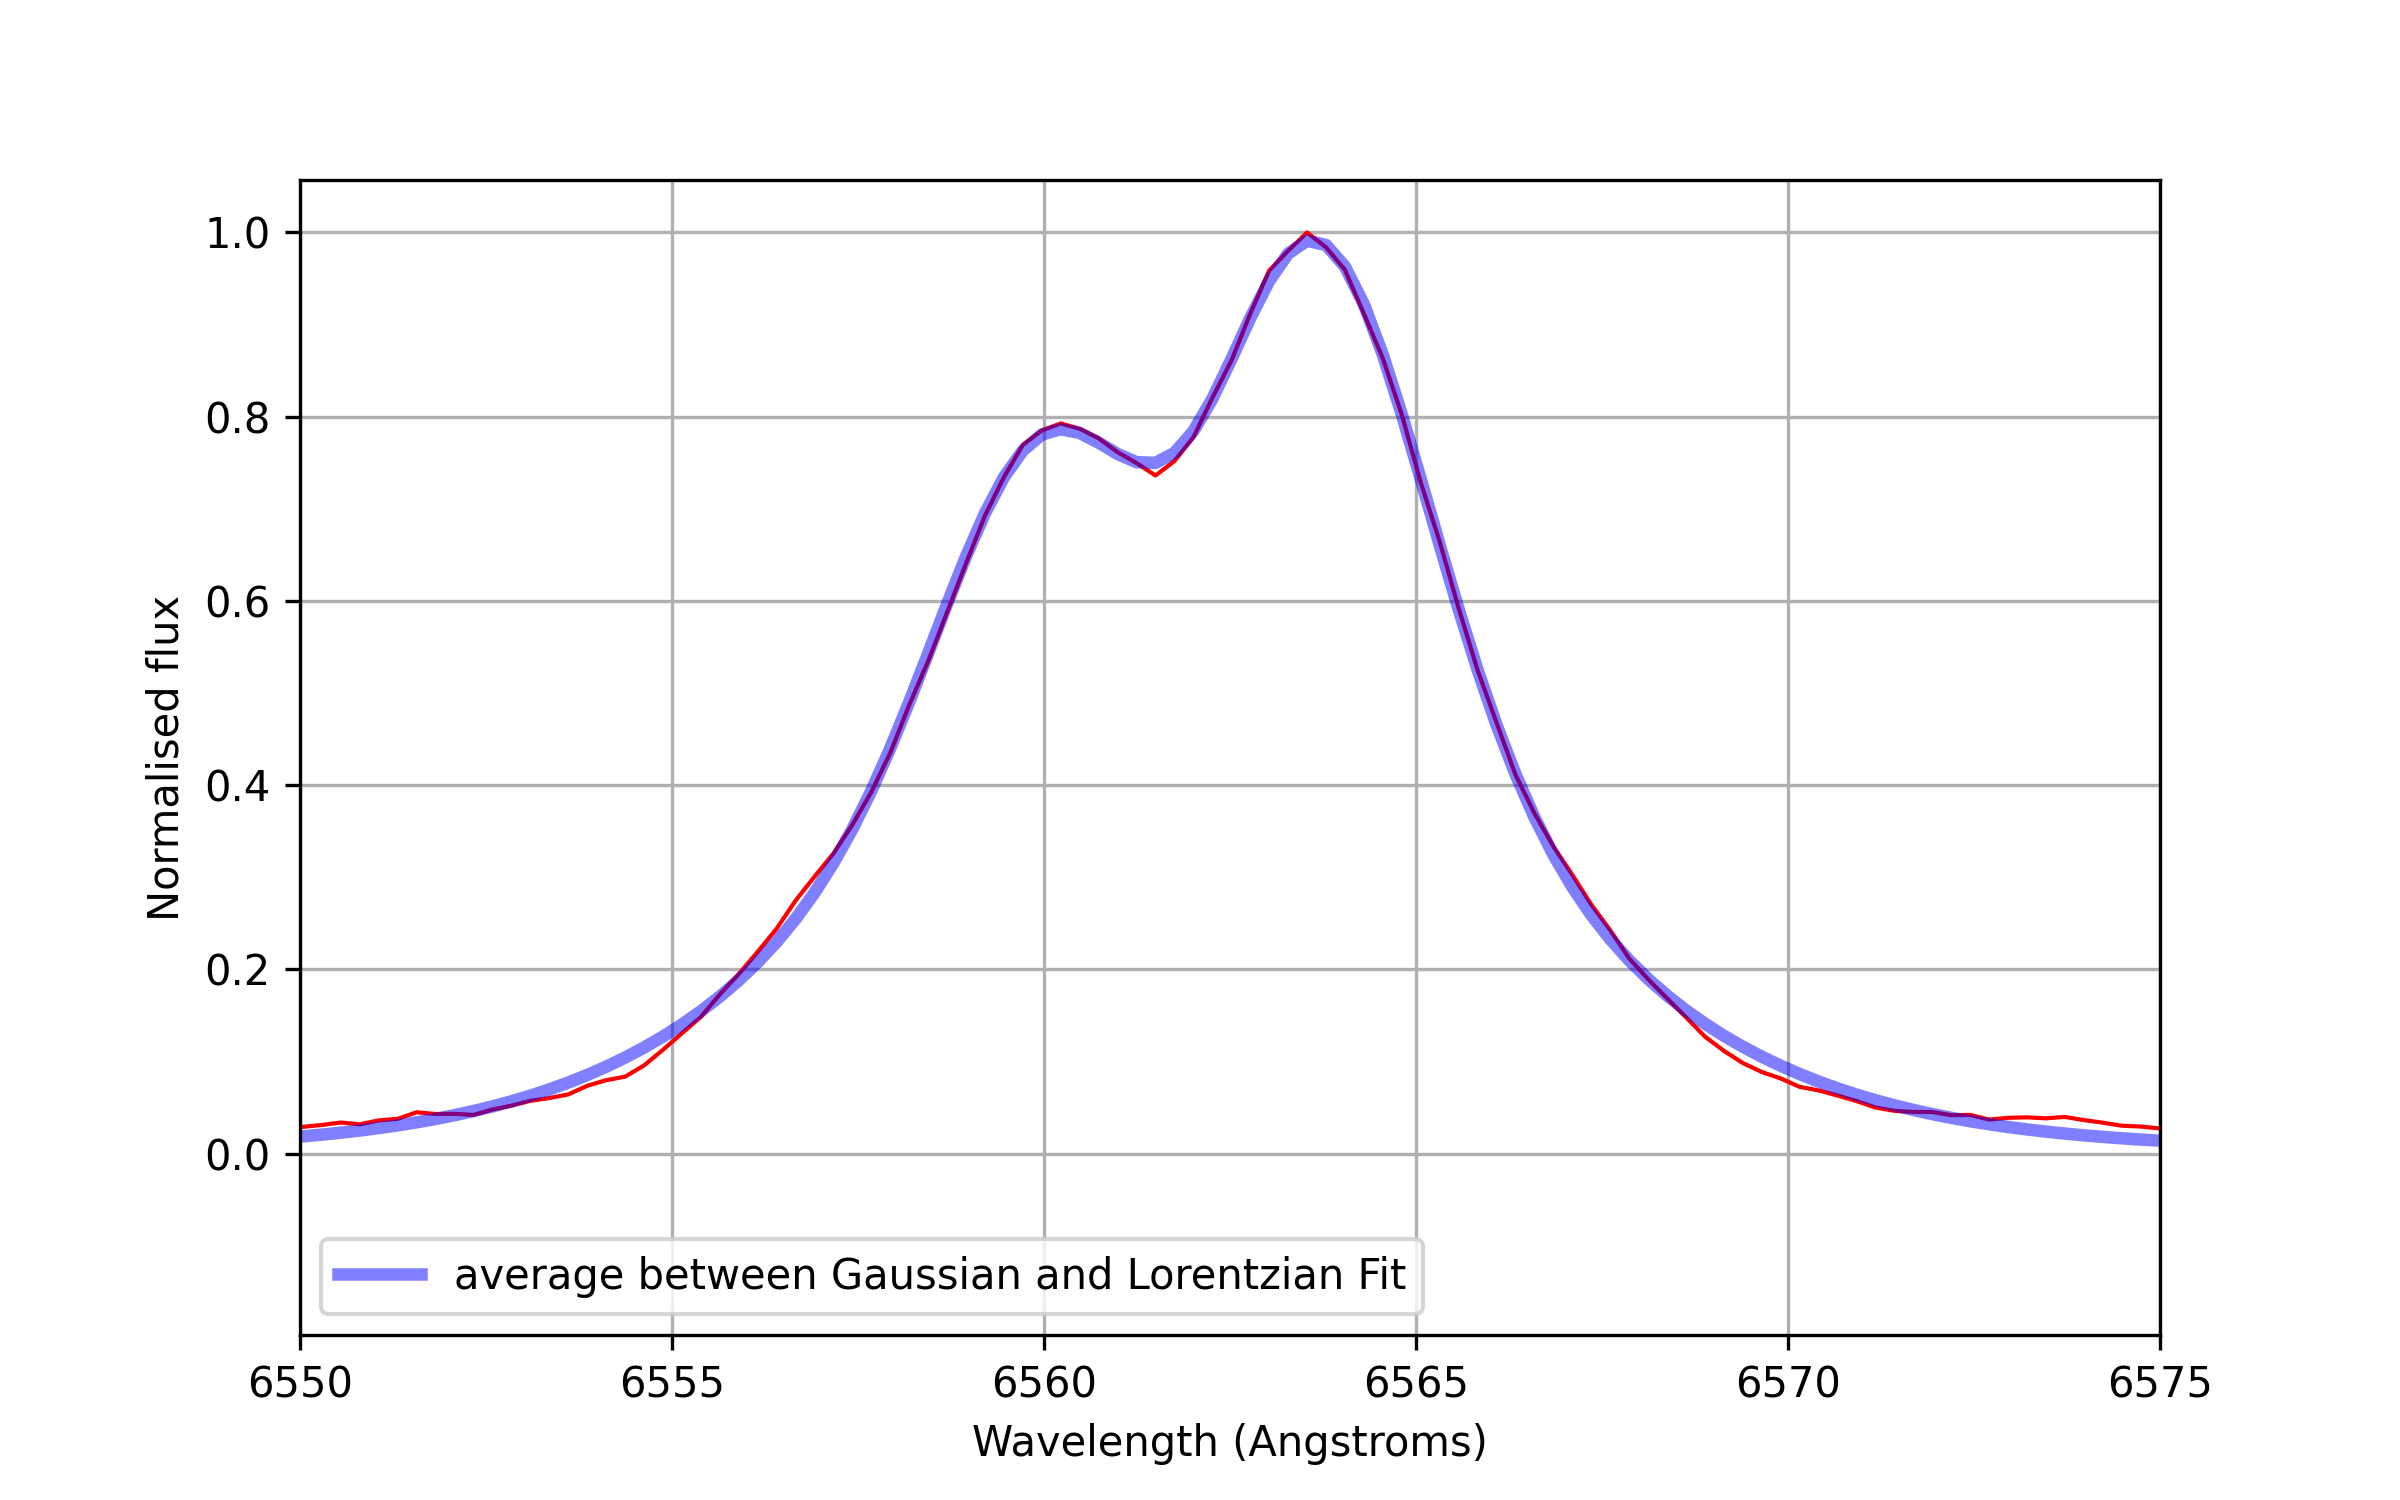 1.0
0.8
0.6
0.4
0.2
0.0
Normalised flux
average between Gaussian and Lorentzian Fit
6550 6555 6560 6565 6570 6575
Wavelength (Angstroms)